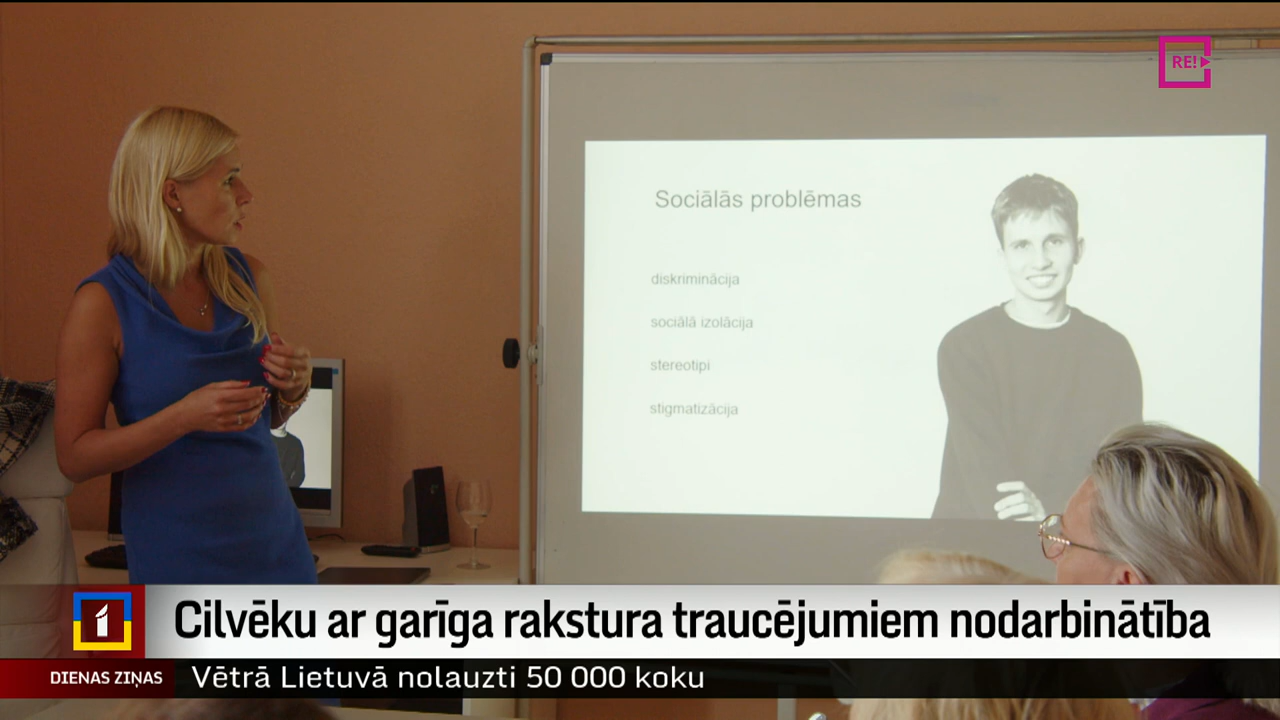 RE!
Sociālās problēmas
diskriminācija
sociālā izolācija
stereotipi
stigmatizācija
1
Cilvēku ar garīga rakstura traucējumiem nodarbinātība
DIENAS ZIŅAS
Vētrā Lietuvā nolauzti 50 000 koku